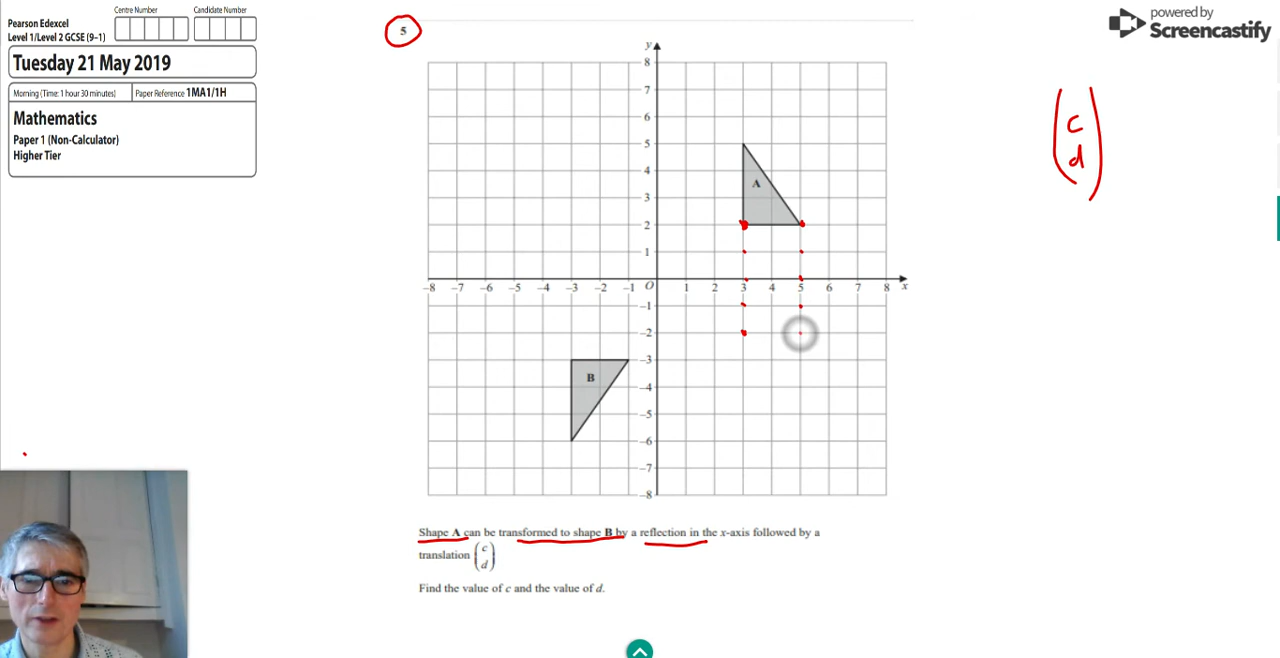 Centre Number Candidate Number
Pearson Edexcel
Level 1/Level 2 GCSE (9–1)
Tuesday 21 May 2019
Morning (Time: 1 hour 30 minutes) Paper Reference 1MA1/1H
Mathematics
Paper 1 (Non-Calculator)
Higher Tier
powered by
Screencastify
5
c
d
y
8
7
6
5
4
3
2
1
A
–8 –7 –6 –5 –4 –3 –2 –1 O 1 2 3 4 5 6 7 8 x
–1
–2
–3
–4
–5
–6
–7
–8
B
Shape A can be transformed to shape B by a reflection in the x-axis followed by a
translation (c d)
Find the value of c and the value of d.